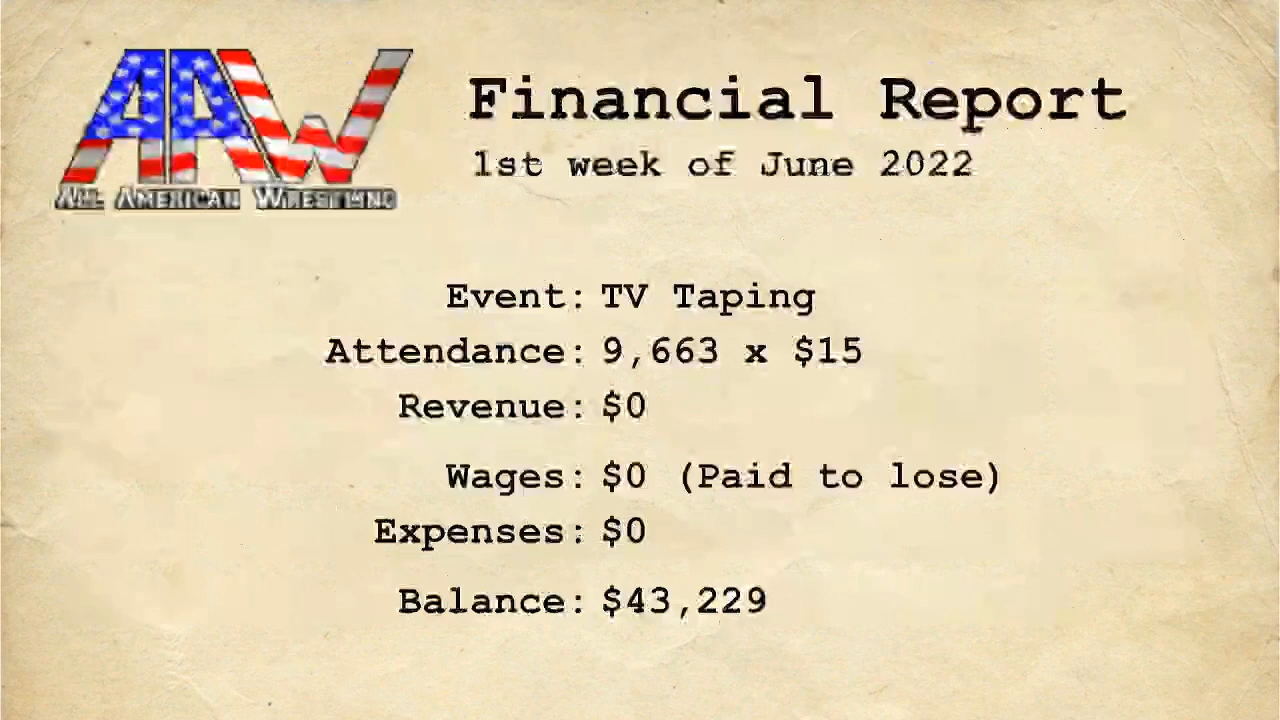 AAW
ALL AMERICAN WRESTLING
Financial Report
1st week of June 2022
Event: TV Taping
Attendance: 9,663 x $15
Revenue: $0
Wages: $0 (Paid to lose)
Expenses: $0
Balance: $43,229